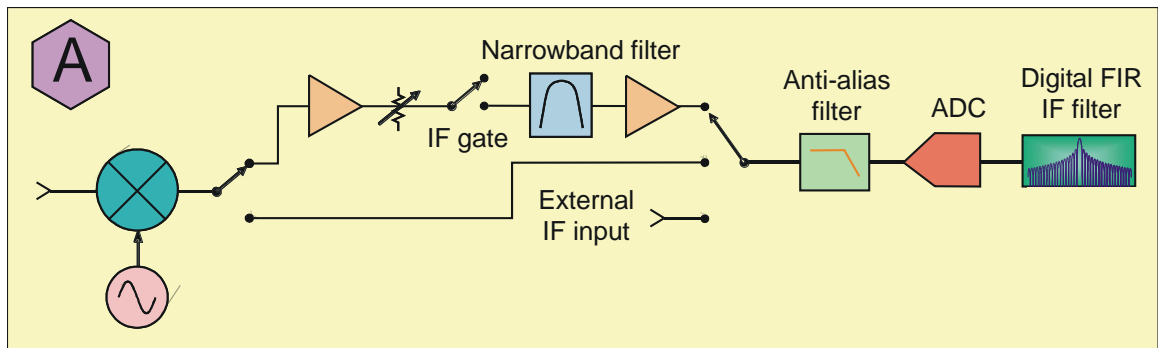 A
Narrowband filter
IF gate
External
IF input
Anti-alias
filter
ADC
Digital FIR
IF filter